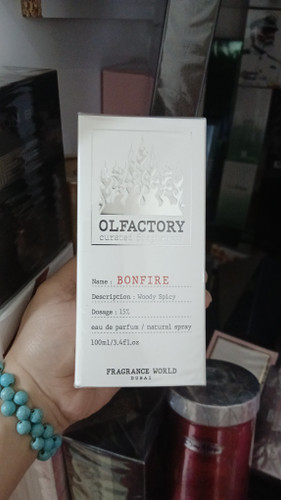 OLFACTORY
Name : BONFIRE
Description : Woody Spicy
Dosage : 15%
eau de parfum / natural spray
100ml/3.4fl.oz
FRAGRANCE WORLD
DUBAI